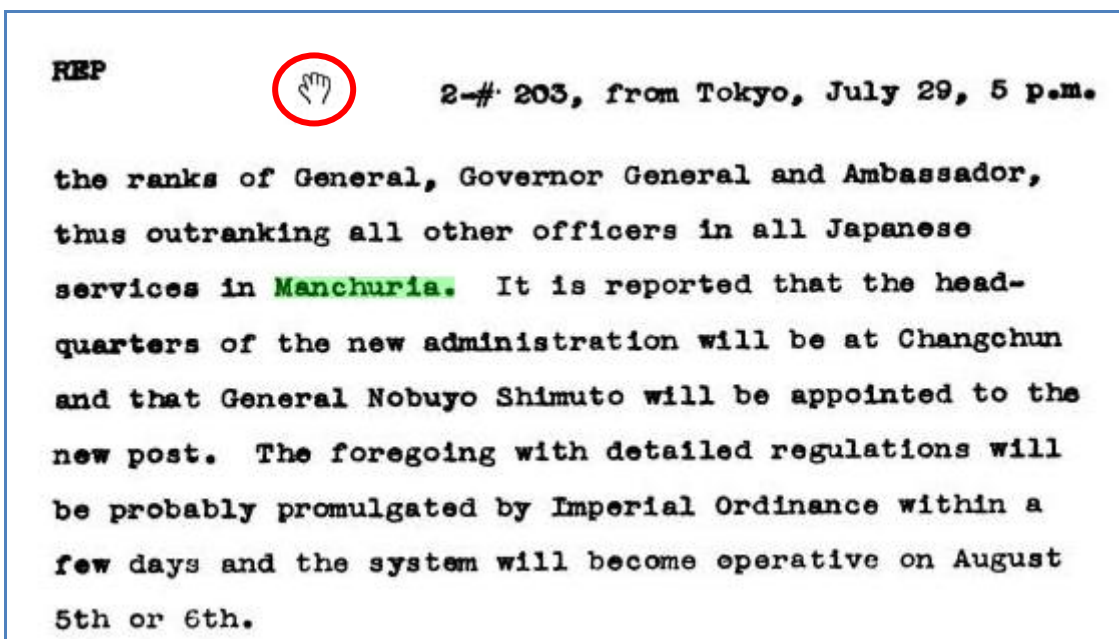 REP
2-# 203, from Tokyo, July 29, 5 p.m.
the ranks of General, Governor General and Ambassador,
thus outranking all other officers in all Japanese
services in Manchuria. It is reported that the head-
quarters of the new administration will be at Changchun
and that General Nobuyo Shimuto will be appointed to the
new post. The foregoing with detailed regulations will
be probably promulgated by Imperial Ordinance within a
few days and the system will become operative on August
5th or 6th.